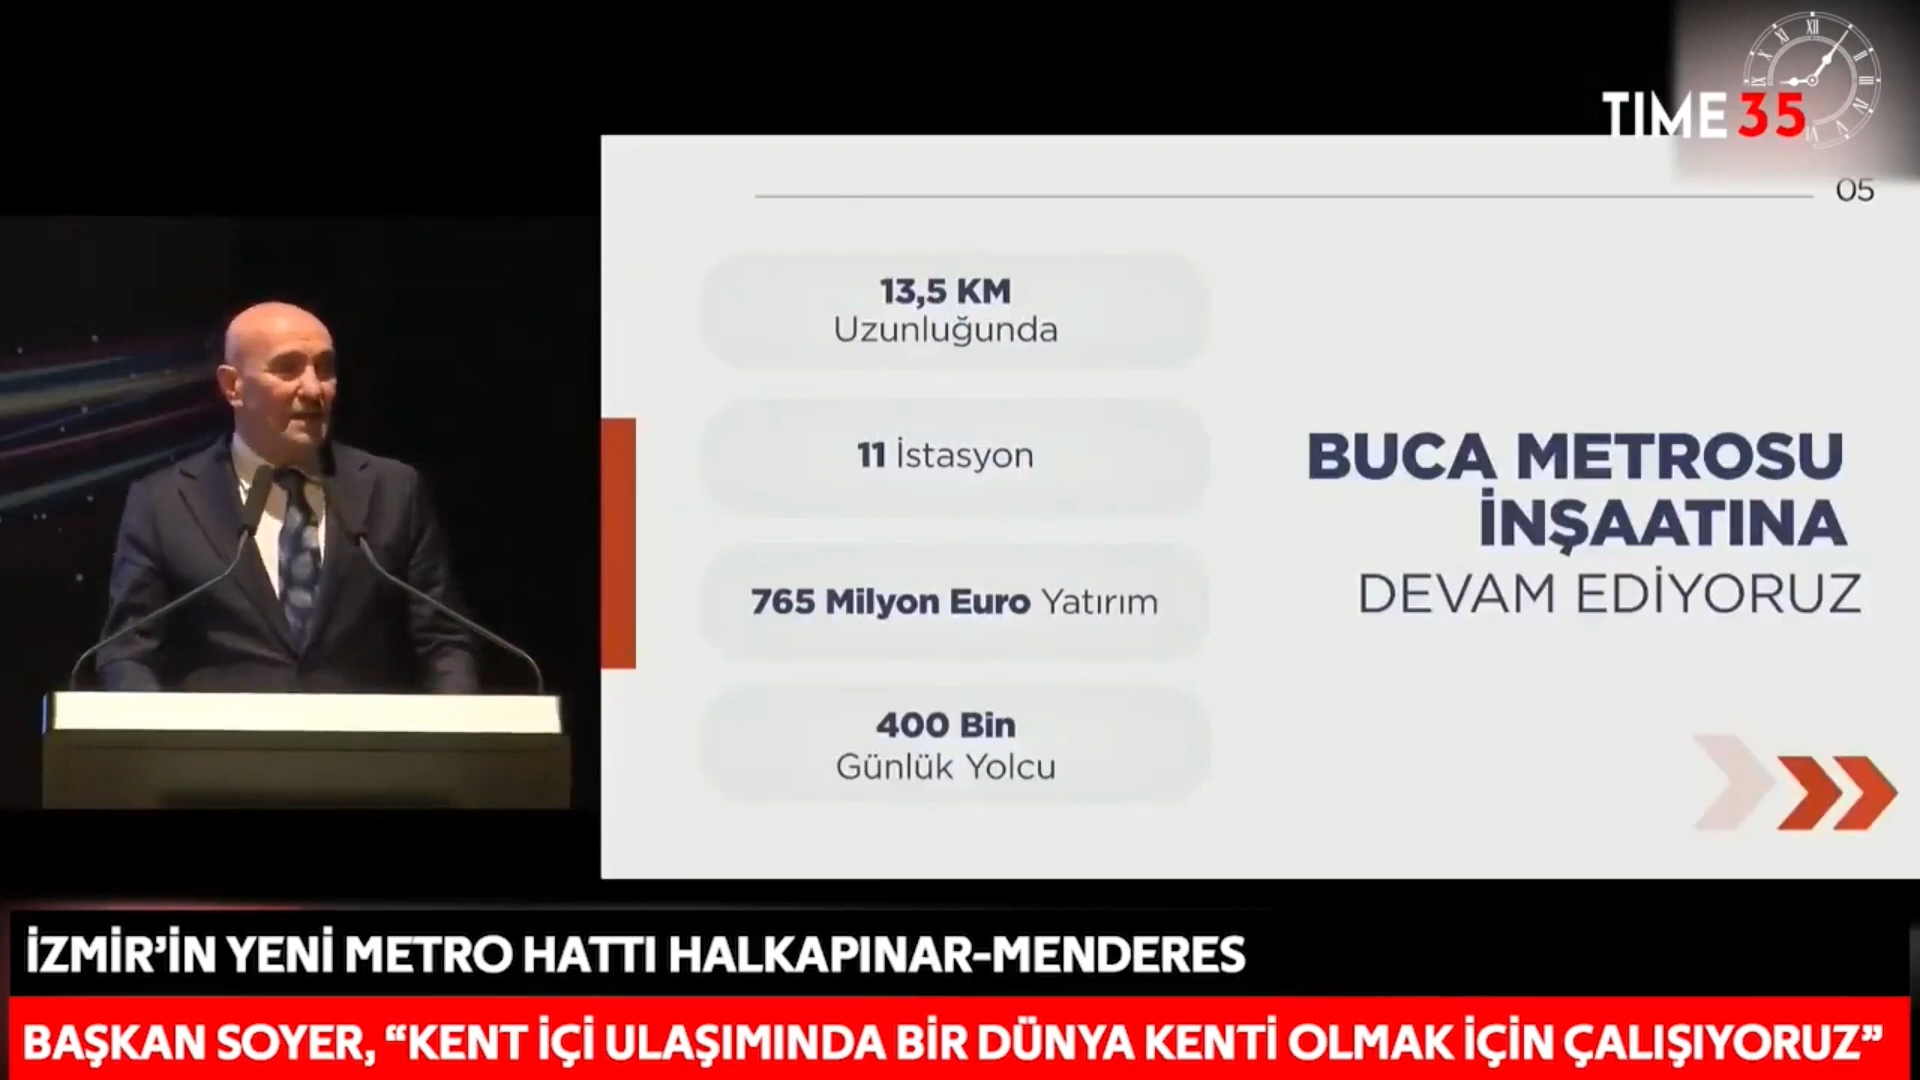 TIME 35
05
13,5 KM
Uzunluğunda
11 İstasyon
765 Milyon Euro Yatırım
400 Bin
Günlük Yolcu
BUCA METROSU
İNŞAATINA
DEVAM EDİYORUZ
İZMİR’İN YENİ METRO HATTI HALKAPINAR-MENDERES
BAŞKAN SOYER, “KENT İÇİ ULAŞIMINDA BİR DÜNYA KENTİ OLMAK İÇİN ÇALIŞIYORUZ”